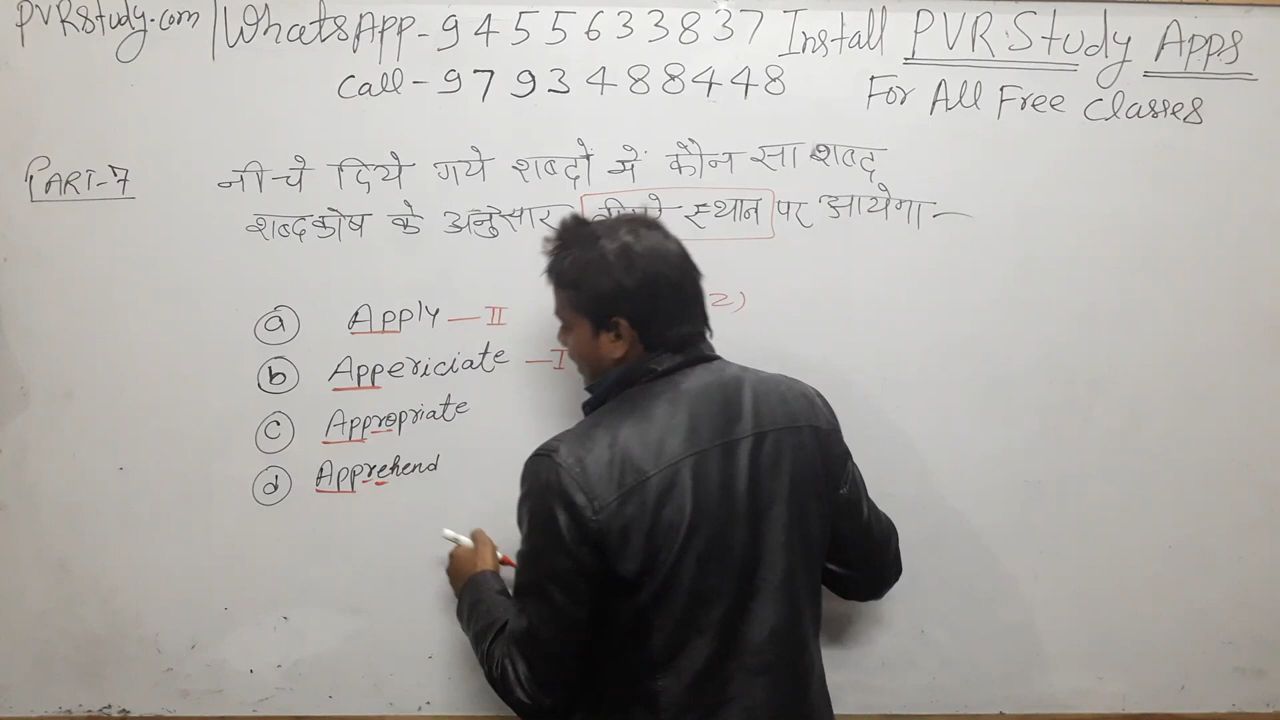 PVRStudy.com | WhatsApp - 9455633837 Install PVR Study Apps
Call - 9793488448 For All Free Classes
PART-7 नीचे दिये गये शब्दों में कौन सा शब्द
शब्दकोष के अनुसार स्थान पर आयेगा —
2)
a Apply — II
b Appericiate — I
c Appropriate
d Apprehend